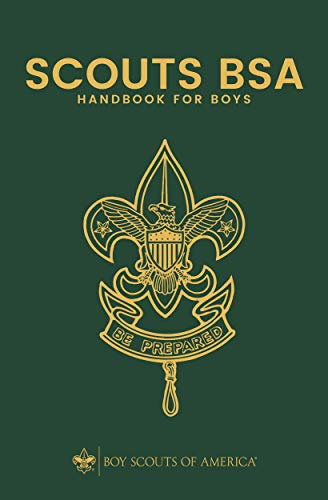 SCOUTS BSA
HANDBOOK FOR BOYS
BE PREPARED
BOY SCOUTS OF AMERICA®